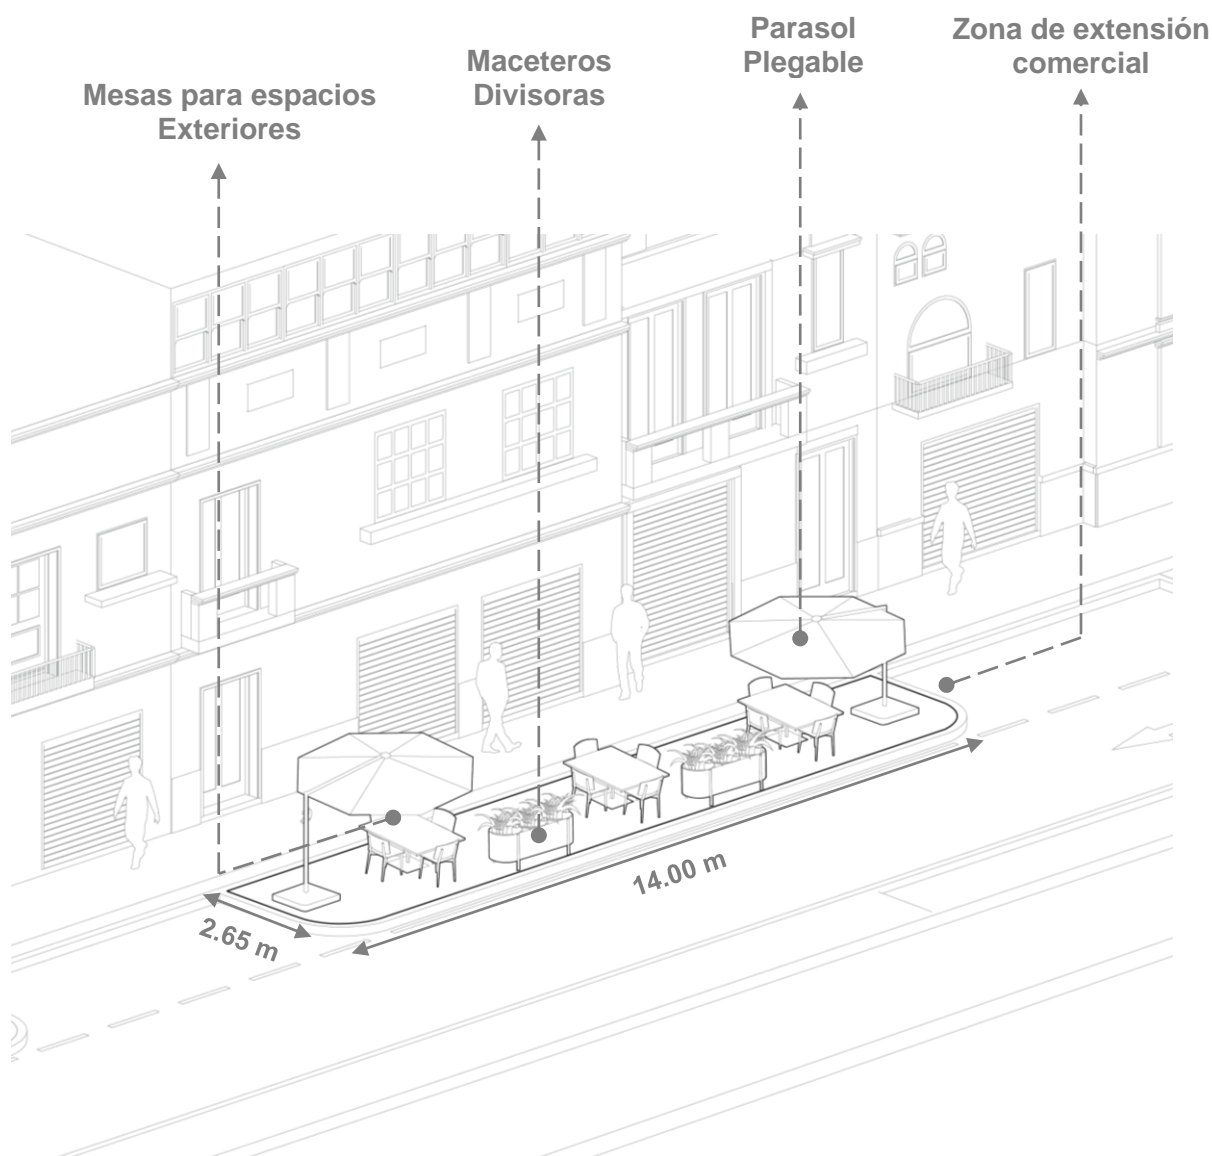 Mesas para espacios
Exteriores
Maceteros
Divisoras
Parasol
Plegable
Zona de extensión
comercial
14.00 m
2.65 m